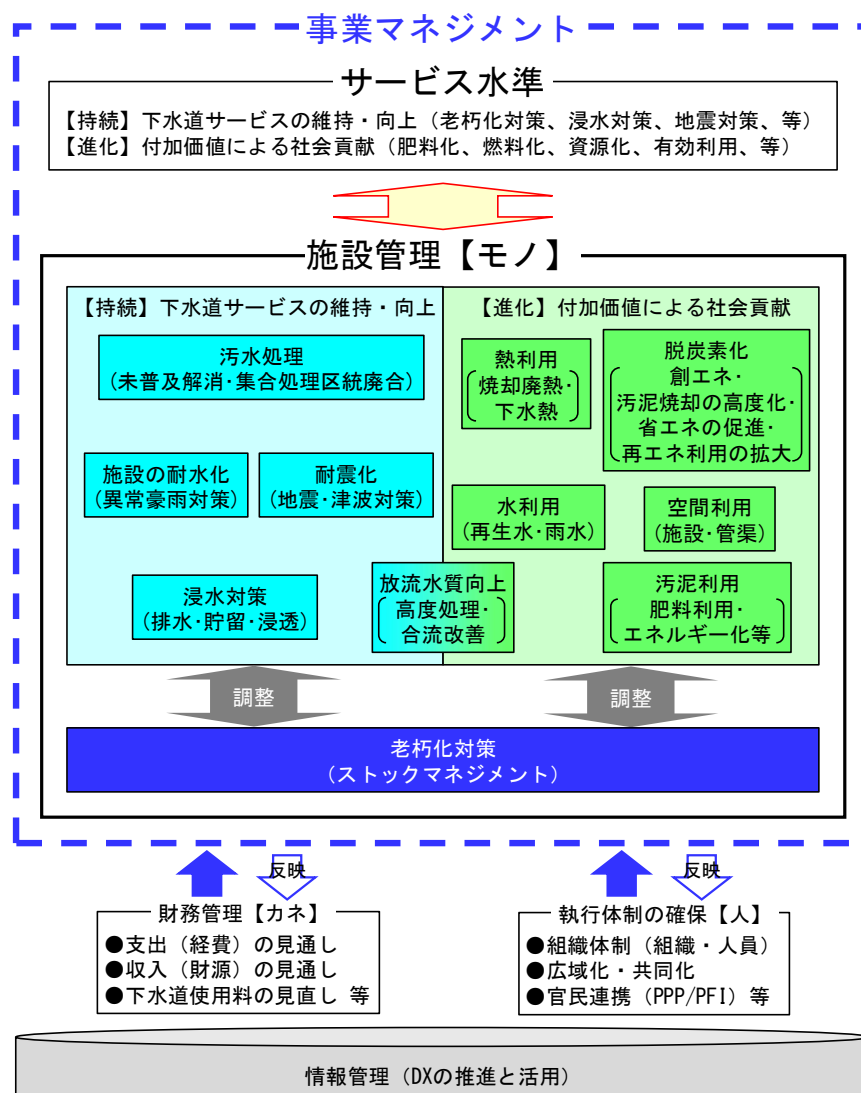 事業マネジメント
サービス水準
【持続】下水道サービスの維持・向上（老朽化対策、浸水対策、地震対策、等）
【進化】付加価値による社会貢献（肥料化、燃料化、資源化、有効利用、等）
施設管理【モノ】
【持続】下水道サービスの維持・向上
汚水処理
(未普及解消･集合処理区統廃合)
施設の耐水化
(異常豪雨対策)
耐震化
(地震･津波対策)
浸水対策
(排水･貯留･浸透)
放流水質向上
高度処理･
合流改善
【進化】付加価値による社会貢献
熱利用
焼却廃熱･
下水熱
脱炭素化
創エネ･
汚泥焼却の高度化･
省エネの促進･
再エネ利用の拡大
水利用
(再生水･雨水)
空間利用
(施設･管渠)
汚泥利用
肥料利用･
エネルギー化等
調整
調整
老朽化対策
(ストックマネジメント)
反映
反映
財務管理【カネ】
●支出（経費）の見通し
●収入（財源）の見通し
●下水道使用料の見直し 等
執行体制の確保【人】
●組織体制（組織・人員）
●広域化・共同化
●官民連携（PPP/PFI）等
情報管理（DXの推進と活用）